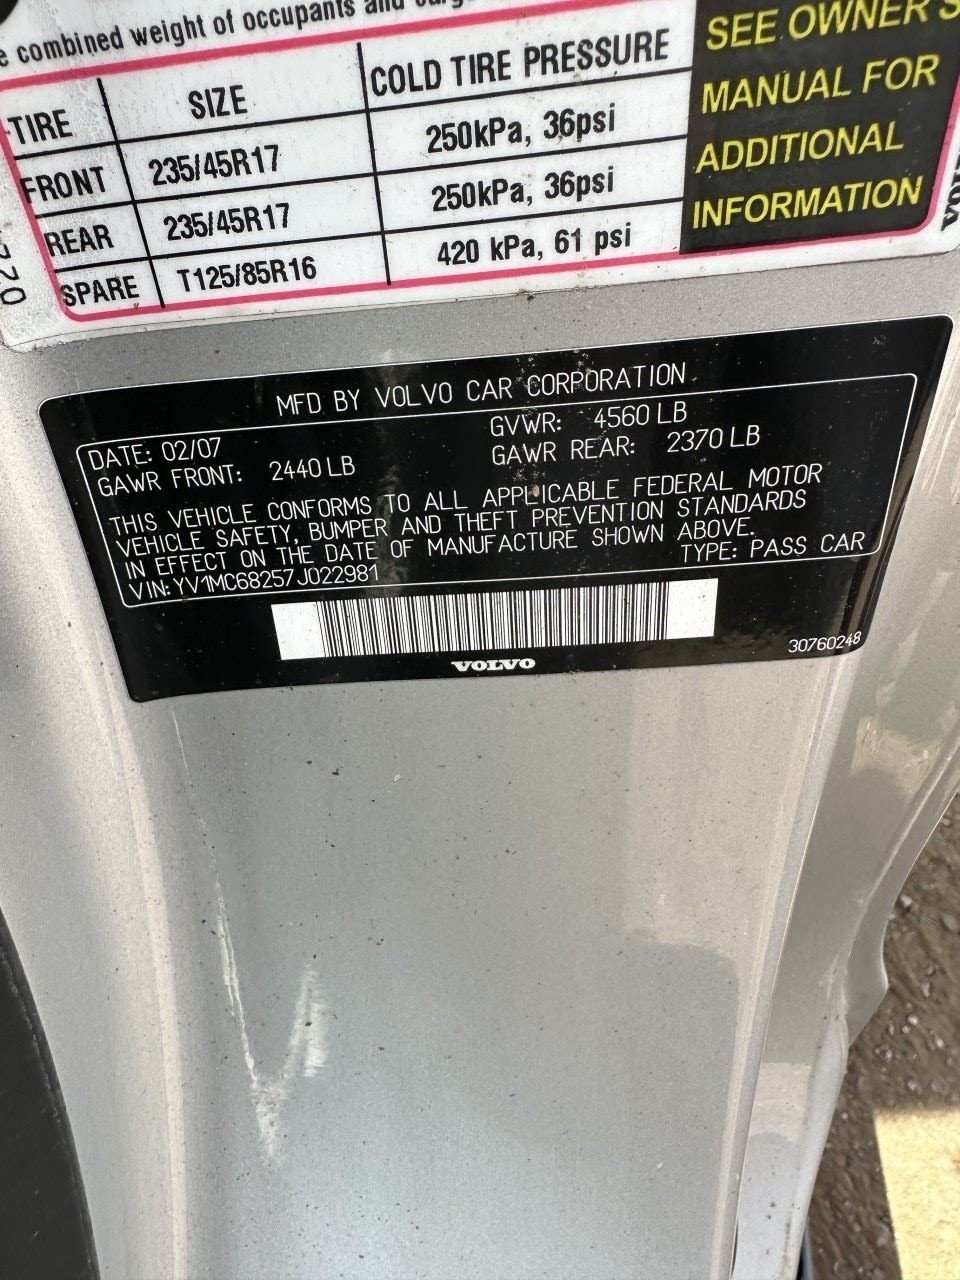 combined weight of occupants and
TIRE SIZE COLD TIRE PRESSURE
FRONT 235/45R17 250kPa, 36psi
REAR 235/45R17 250kPa, 36psi
SPARE T125/85R16 420 kPa, 61 psi
SEE OWNER'S
MANUAL FOR
ADDITIONAL
INFORMATION
MFD BY VOLVO CAR CORPORATION
DATE: 02/07 GVWR: 4560 LB
GAWR FRONT: 2440 LB GAWR REAR: 2370 LB
THIS VEHICLE CONFORMS TO ALL APPLICABLE FEDERAL MOTOR
VEHICLE SAFETY, BUMPER AND THEFT PREVENTION STANDARDS
IN EFFECT ON THE DATE OF MANUFACTURE SHOWN ABOVE.
VIN: YV1MC68257J022981 TYPE: PASS CAR
VOLVO
30760248